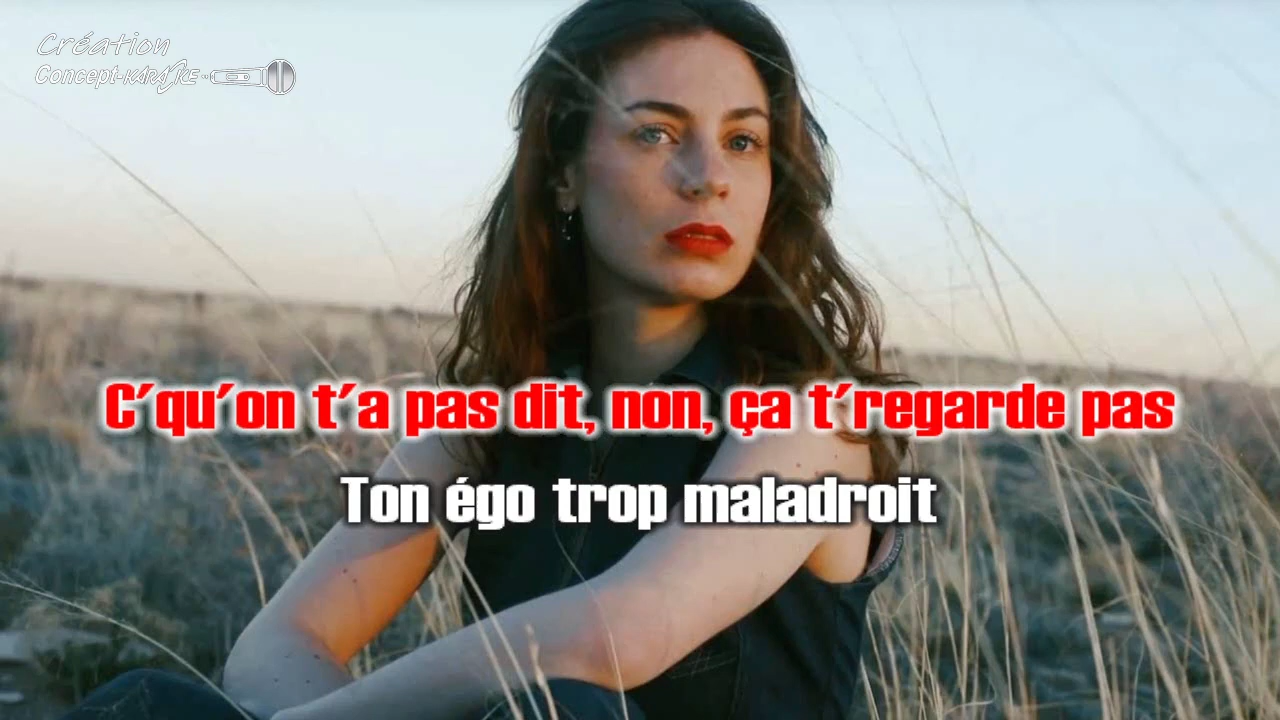 Création
Concept-KARAOKE
C'qu'on t'a pas dit, non, ça t'regarde pas
Ton égo trop maladroit